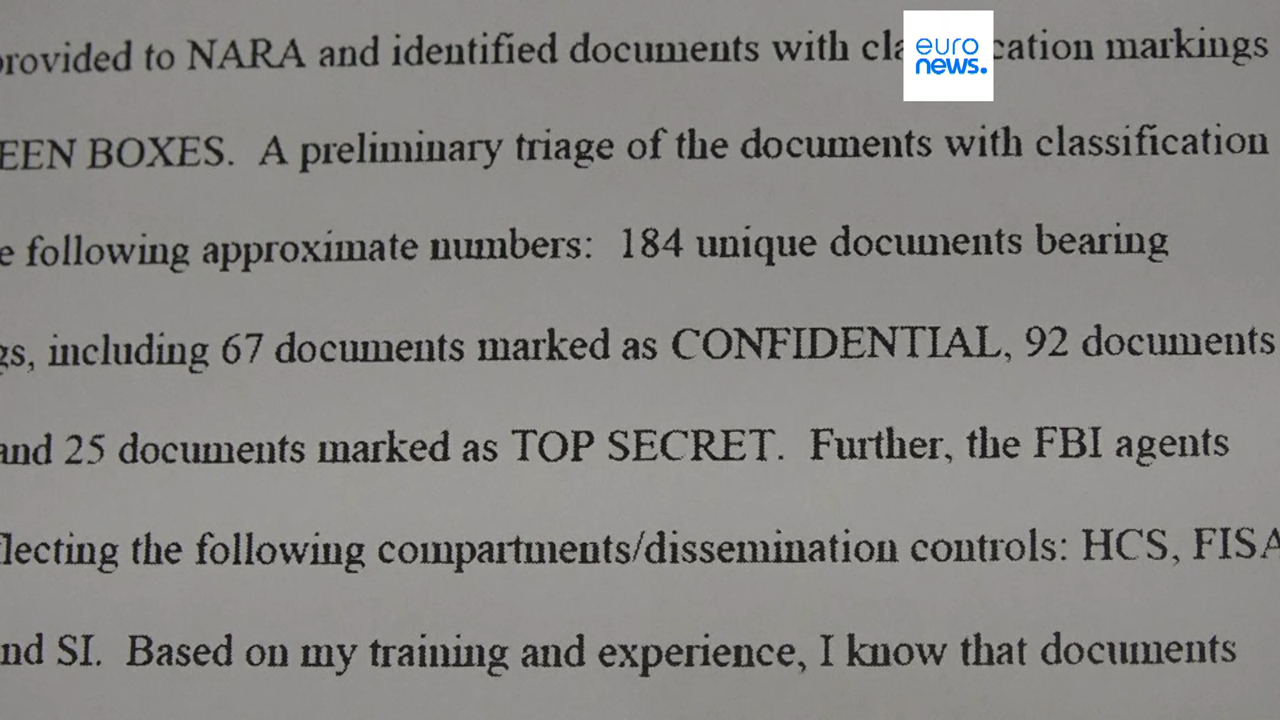 provided to NARA and identified documents with cla cation markings
euro
news.
EEN BOXES. A preliminary triage of the documents with classification
e following approximate numbers: 184 unique documents bearing
gs, including 67 documents marked as CONFIDENTIAL, 92 documents
and 25 documents marked as TOP SECRET. Further, the FBI agents
flecting the following compartments/dissemination controls: HCS, FISA
nd SI. Based on my training and experience, I know that documents